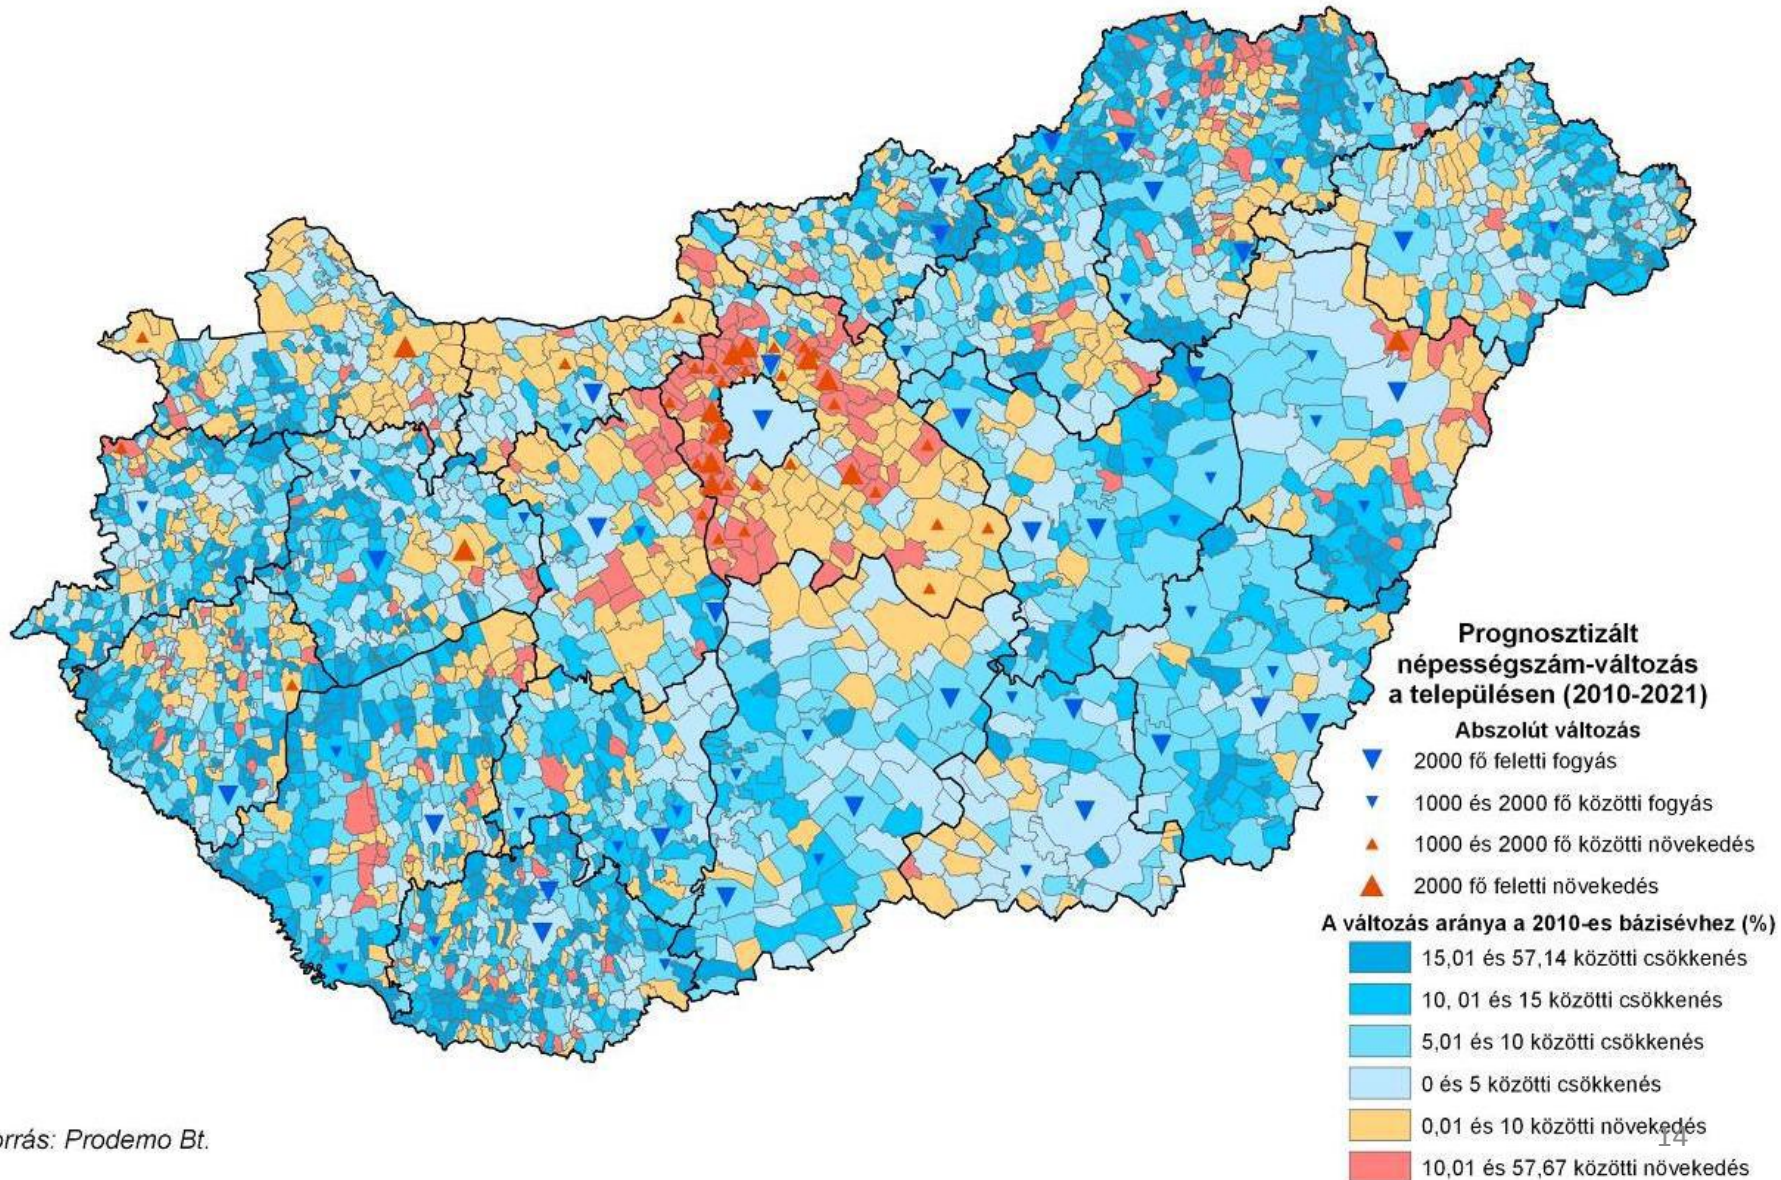 Prognosztizált
népességszám-változás
a településen (2010-2021)
Abszolút változás
2000 fő feletti fogyás
1000 és 2000 fő közötti fogyás
1000 és 2000 fő közötti növekedés
2000 fő feletti növekedés
A változás aránya a 2010-es bázisévhez (%)
15,01 és 57,14 közötti csökkenés
10, 01 és 15 közötti csökkenés
5,01 és 10 közötti csökkenés
0 és 5 közötti csökkenés
0,01 és 10 közötti növekedés
10,01 és 57,67 közötti növekedés
orrás: Prodemo Bt.
14